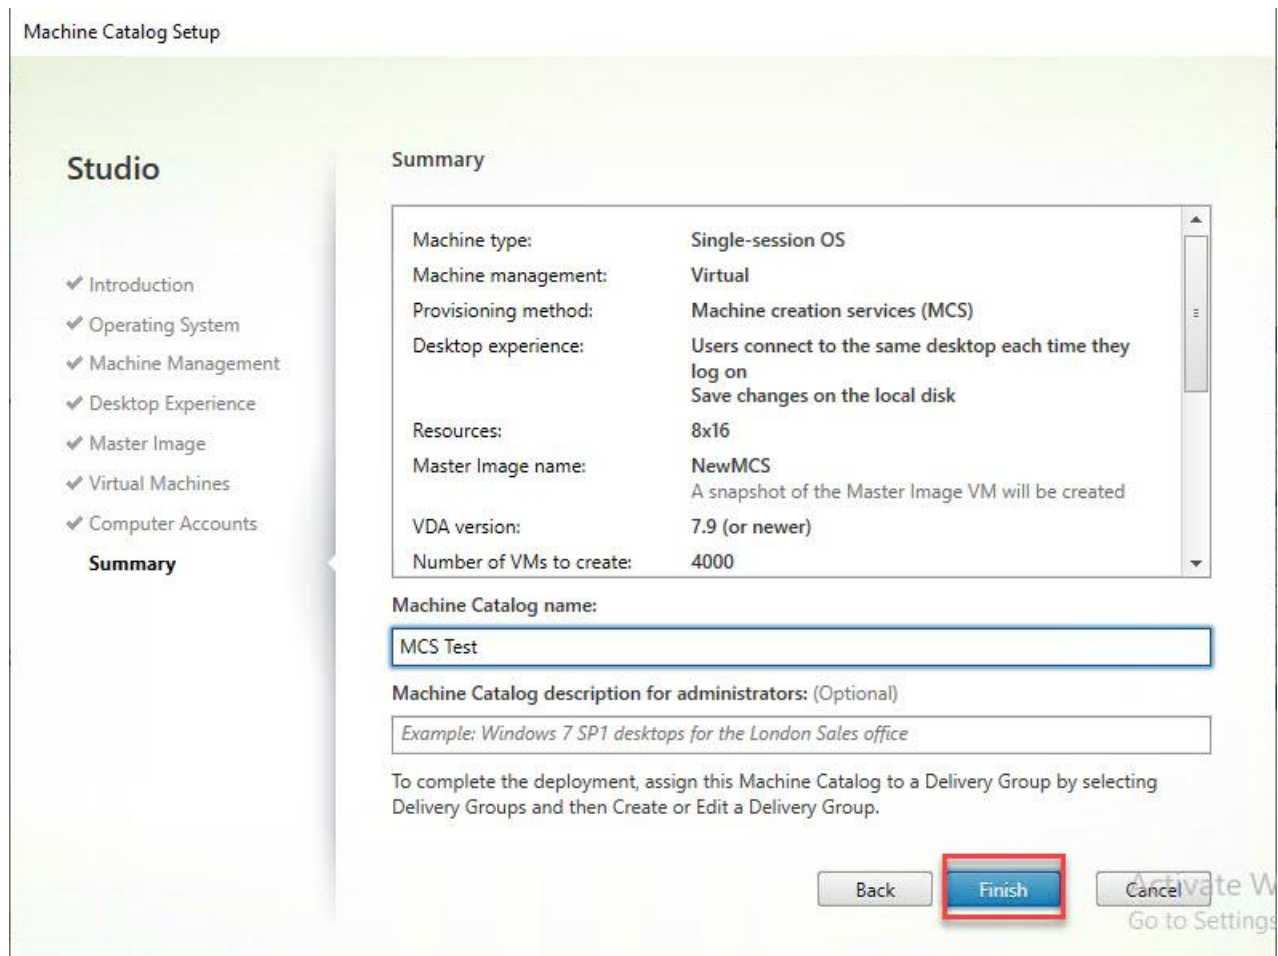 Machine Catalog Setup
Studio
Introduction
Operating System
Machine Management
Desktop Experience
Master Image
Virtual Machines
Computer Accounts
Summary
Summary
Machine type: Single-session OS
Machine management: Virtual
Provisioning method: Machine creation services (MCS)
Desktop experience: Users connect to the same desktop each time they
log on
Save changes on the local disk
Resources: 8x16
Master Image name: NewMCS
A snapshot of the Master Image VM will be created
VDA version: 7.9 (or newer)
Number of VMs to create: 4000
Machine Catalog name:
MCS Test
Machine Catalog description for administrators: (Optional)
Example: Windows 7 SP1 desktops for the London Sales office
To complete the deployment, assign this Machine Catalog to a Delivery Group by selecting
Delivery Groups and then Create or Edit a Delivery Group.
Back Finish Cancel
Activate W
Go to Settings